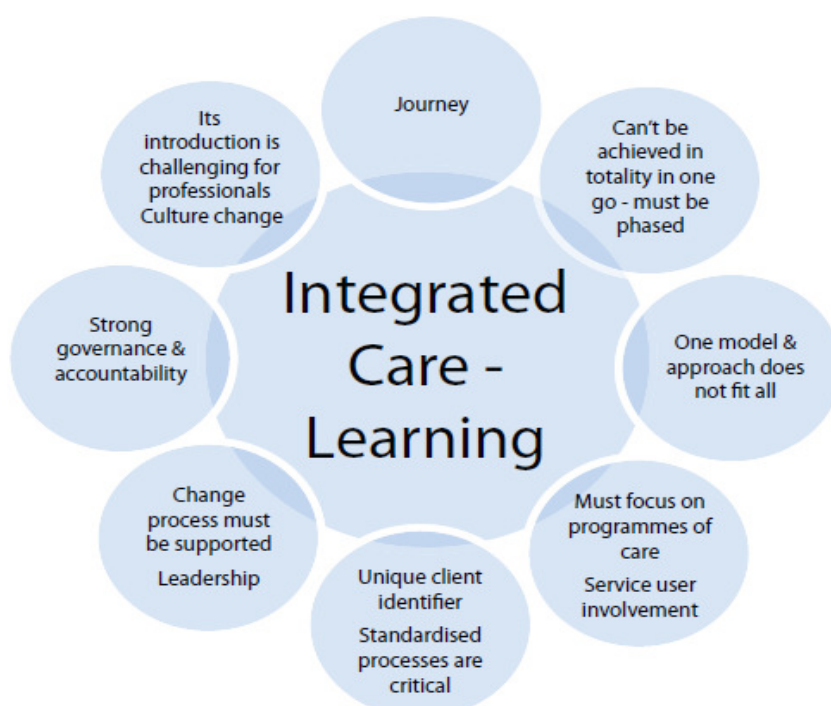 Journey
Can't be
achieved in
totality in one
go - must be
phased
One model &
approach does
not fit all
Must focus on
programmes of
care
Service user
involvement
Unique client
identifier
Standardised
processes are
critical
Change
process must
be supported
Leadership
Strong
governance &
accountability
Its
introduction is
challenging for
professionals
Culture change
Integrated
Care -
Learning